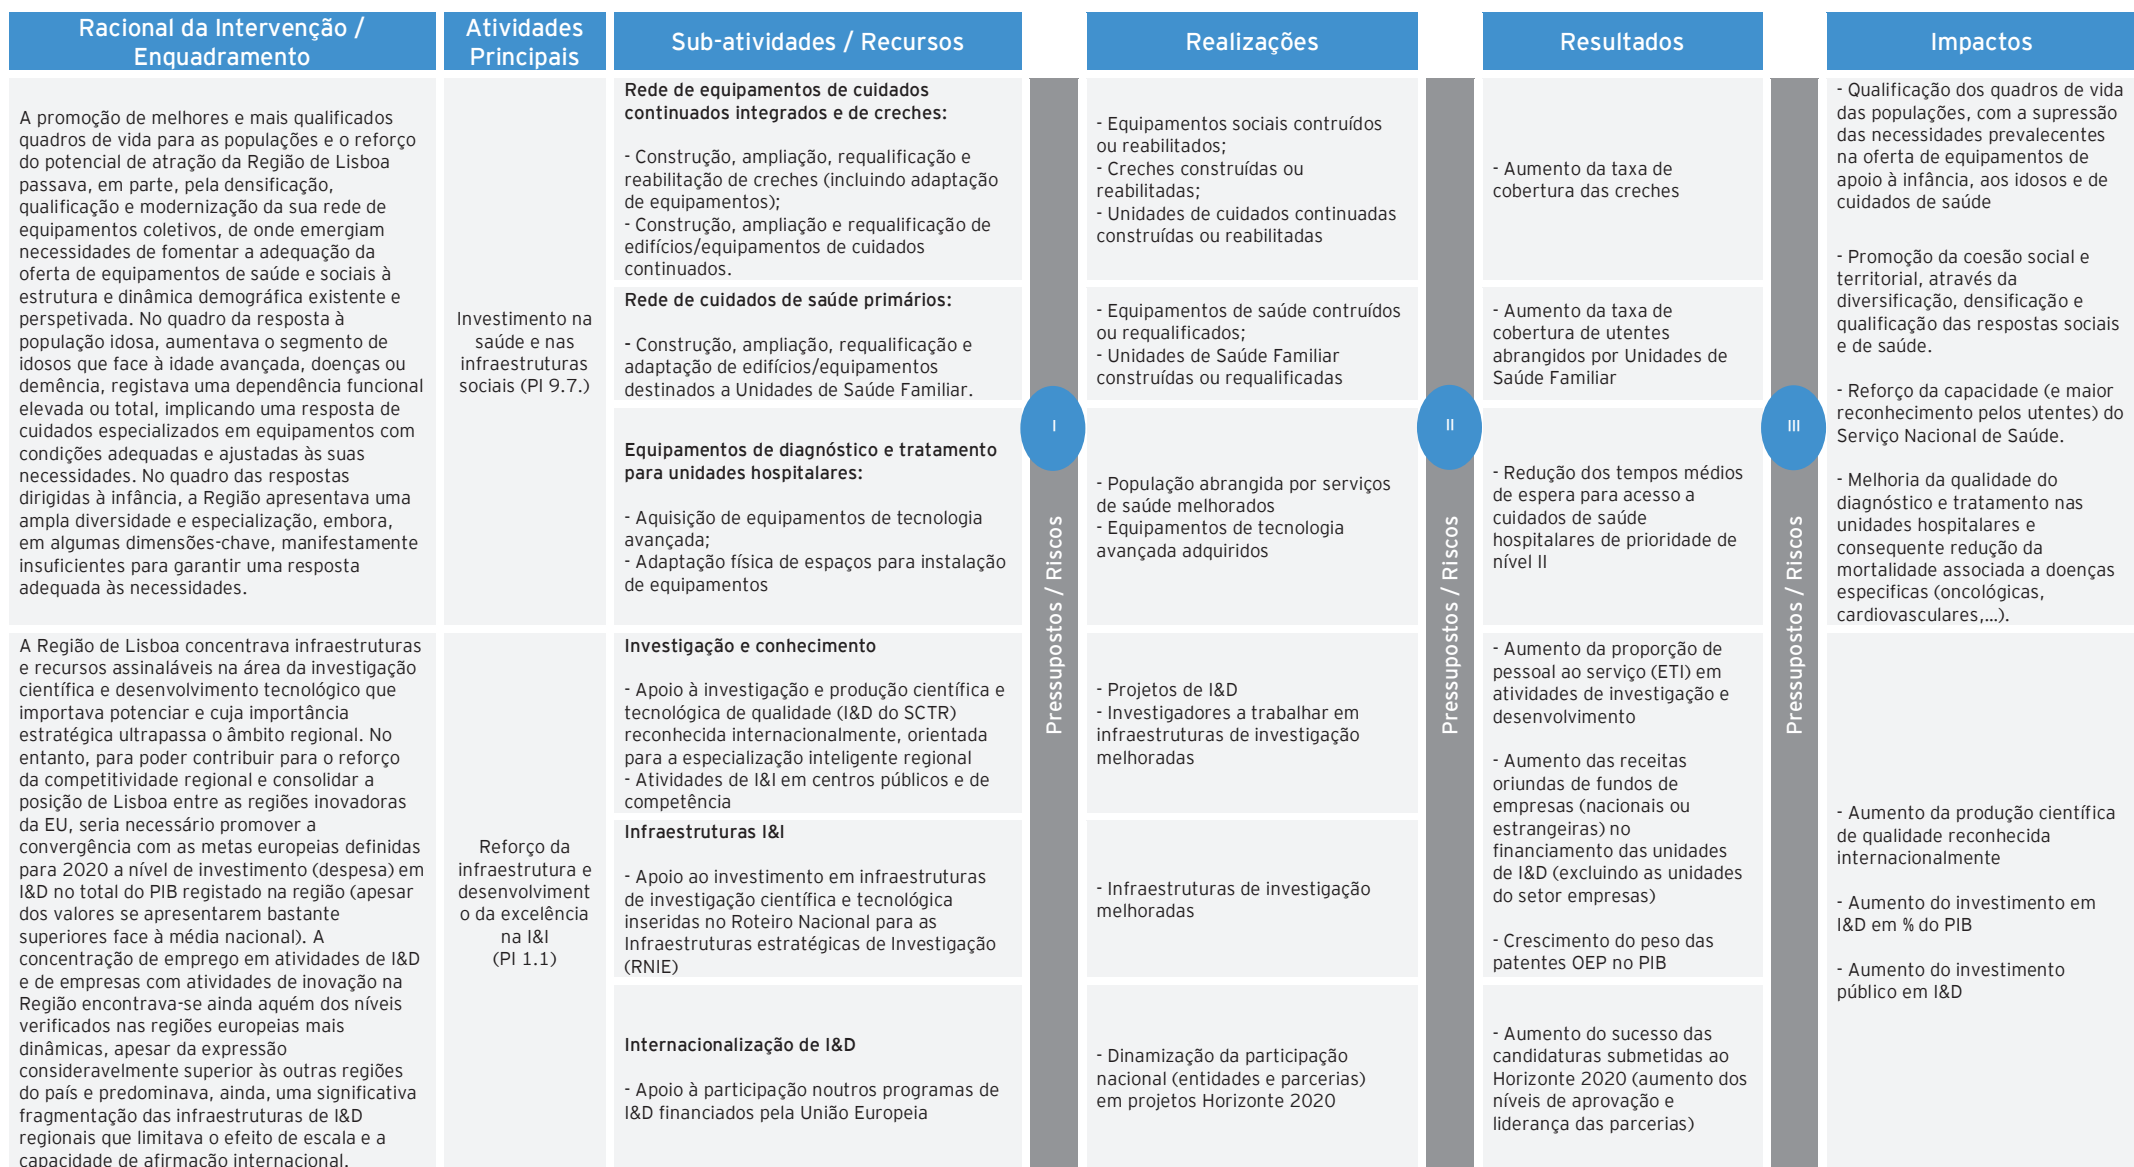 Racional da Intervenção /
Enquadramento
Atividades
Principais
Sub-atividades / Recursos
Realizações
Resultados
Impactos
A promoção de melhores e mais qualificados
quadros de vida para as populações e o reforço
do potencial de atração da Região de Lisboa
passava, em parte, pela densificação,
qualificação e modernização da sua rede de
equipamentos coletivos, de onde emergiam
necessidades de fomentar a adequação da
oferta de equipamentos de saúde e sociais à
estrutura e dinâmica demográfica existente e
perspetivada. No quadro da resposta à
população idosa, aumentava o segmento de
idosos que face à idade avançada, doenças ou
demência, registava uma dependência funcional
elevada ou total, implicando uma resposta de
cuidados especializados em equipamentos com
condições adequadas e ajustadas às suas
necessidades. No quadro das respostas
dirigidas à infância, a Região apresentava uma
ampla diversidade e especialização, embora,
em algumas dimensões-chave, manifestamente
insuficientes para garantir uma resposta
adequada às necessidades.
Investimento na
saúde e nas
infraestruturas
sociais (PI 9.7.)
Rede de equipamentos de cuidados
continuados integrados e de creches:
- Construção, ampliação, requalificação e
reabilitação de creches (incluindo adaptação
de equipamentos);
- Construção, ampliação e requalificação de
edifícios/equipamentos de cuidados
continuados.
Rede de cuidados de saúde primários:
- Construção, ampliação, requalificação e
adaptação de edifícios/equipamentos
destinados a Unidades de Saúde Familiar.
Equipamentos de diagnóstico e tratamento
para unidades hospitalares:
- Aquisição de equipamentos de tecnologia
avançada;
- Adaptação física de espaços para instalação
de equipamentos
I
Pressupostos / Riscos
- Equipamentos sociais contruídos
ou reabilitados;
- Creches construídas ou
reabilitadas;
- Unidades de cuidados continuadas
construídas ou reabilitadas
- Equipamentos de saúde contruídos
ou requalificados;
- Unidades de Saúde Familiar
construídas ou requalificadas
- População abrangida por serviços
de saúde melhorados
- Equipamentos de tecnologia
avançada adquiridos
II
Pressupostos / Riscos
- Aumento da taxa de
cobertura das creches
- Aumento da taxa de
cobertura de utentes
abrangidos por Unidades de
Saúde Familiar
- Redução dos tempos médios
de espera para acesso a
cuidados de saúde
hospitalares de prioridade de
nível II
III
Pressupostos / Riscos
- Qualificação dos quadros de vida
das populações, com a supressão
das necessidades prevalecentes
na oferta de equipamentos de
apoio à infância, aos idosos e de
cuidados de saúde
- Promoção da coesão social e
territorial, através da
diversificação, densificação e
qualificação das respostas sociais
e de saúde.
- Reforço da capacidade (e maior
reconhecimento pelos utentes) do
Serviço Nacional de Saúde.
- Melhoria da qualidade do
diagnóstico e tratamento nas
unidades hospitalares e
consequente redução da
mortalidade associada a doenças
especificas (oncológicas,
cardiovasculares,…).
A Região de Lisboa concentrava infraestruturas
e recursos assinaláveis na área da investigação
científica e desenvolvimento tecnológico que
importava potenciar e cuja importância
estratégica ultrapassa o âmbito regional. No
entanto, para poder contribuir para o reforço
da competitividade regional e consolidar a
posição de Lisboa entre as regiões inovadoras
da EU, seria necessário promover a
convergência com as metas europeias definidas
para 2020 a nível de investimento (despesa) em
I&D no total do PIB registado na região (apesar
dos valores se apresentarem bastante
superiores face à média nacional). A
concentração de emprego em atividades de I&D
e de empresas com atividades de inovação na
Região encontrava-se ainda aquém dos níveis
verificados nas regiões europeias mais
dinâmicas, apesar da expressão
consideravelmente superior às outras regiões
do país e predominava, ainda, uma significativa
fragmentação das infraestruturas de I&D
regionais que limitava o efeito de escala e a
capacidade de afirmação internacional.
Reforço da
infraestrutura e
desenvolviment
o da excelência
na I&I
(PI 1.1)
Investigação e conhecimento
- Apoio à investigação e produção científica e
tecnológica de qualidade (I&D do SCTR)
reconhecida internacionalmente, orientada
para a especialização inteligente regional
- Atividades de I&I em centros públicos e de
competência
Infraestruturas I&I
- Apoio ao investimento em infraestruturas
de investigação científica e tecnológica
inseridas no Roteiro Nacional para as
Infraestruturas estratégicas de Investigação
(RNIE)
Internacionalização de I&D
- Apoio à participação noutros programas de
I&D financiados pela União Europeia
- Projetos de I&D
- Investigadores a trabalhar em
infraestruturas de investigação
melhoradas
- Infraestruturas de investigação
melhoradas
- Dinamização da participação
nacional (entidades e parcerias)
em projetos Horizonte 2020
- Aumento da proporção de
pessoal ao serviço (ETI) em
atividades de investigação e
desenvolvimento
- Aumento das receitas
oriundas de fundos de
empresas (nacionais ou
estrangeiras) no
financiamento das unidades
de I&D (excluindo as unidades
do setor empresas)
- Crescimento do peso das
patentes OEP no PIB
- Aumento do sucesso das
candidaturas submetidas ao
Horizonte 2020 (aumento dos
níveis de aprovação e
liderança das parcerias)
- Aumento da produção científica
de qualidade reconhecida
internacionalmente
- Aumento do investimento em
I&D em % do PIB
- Aumento do investimento
público em I&D